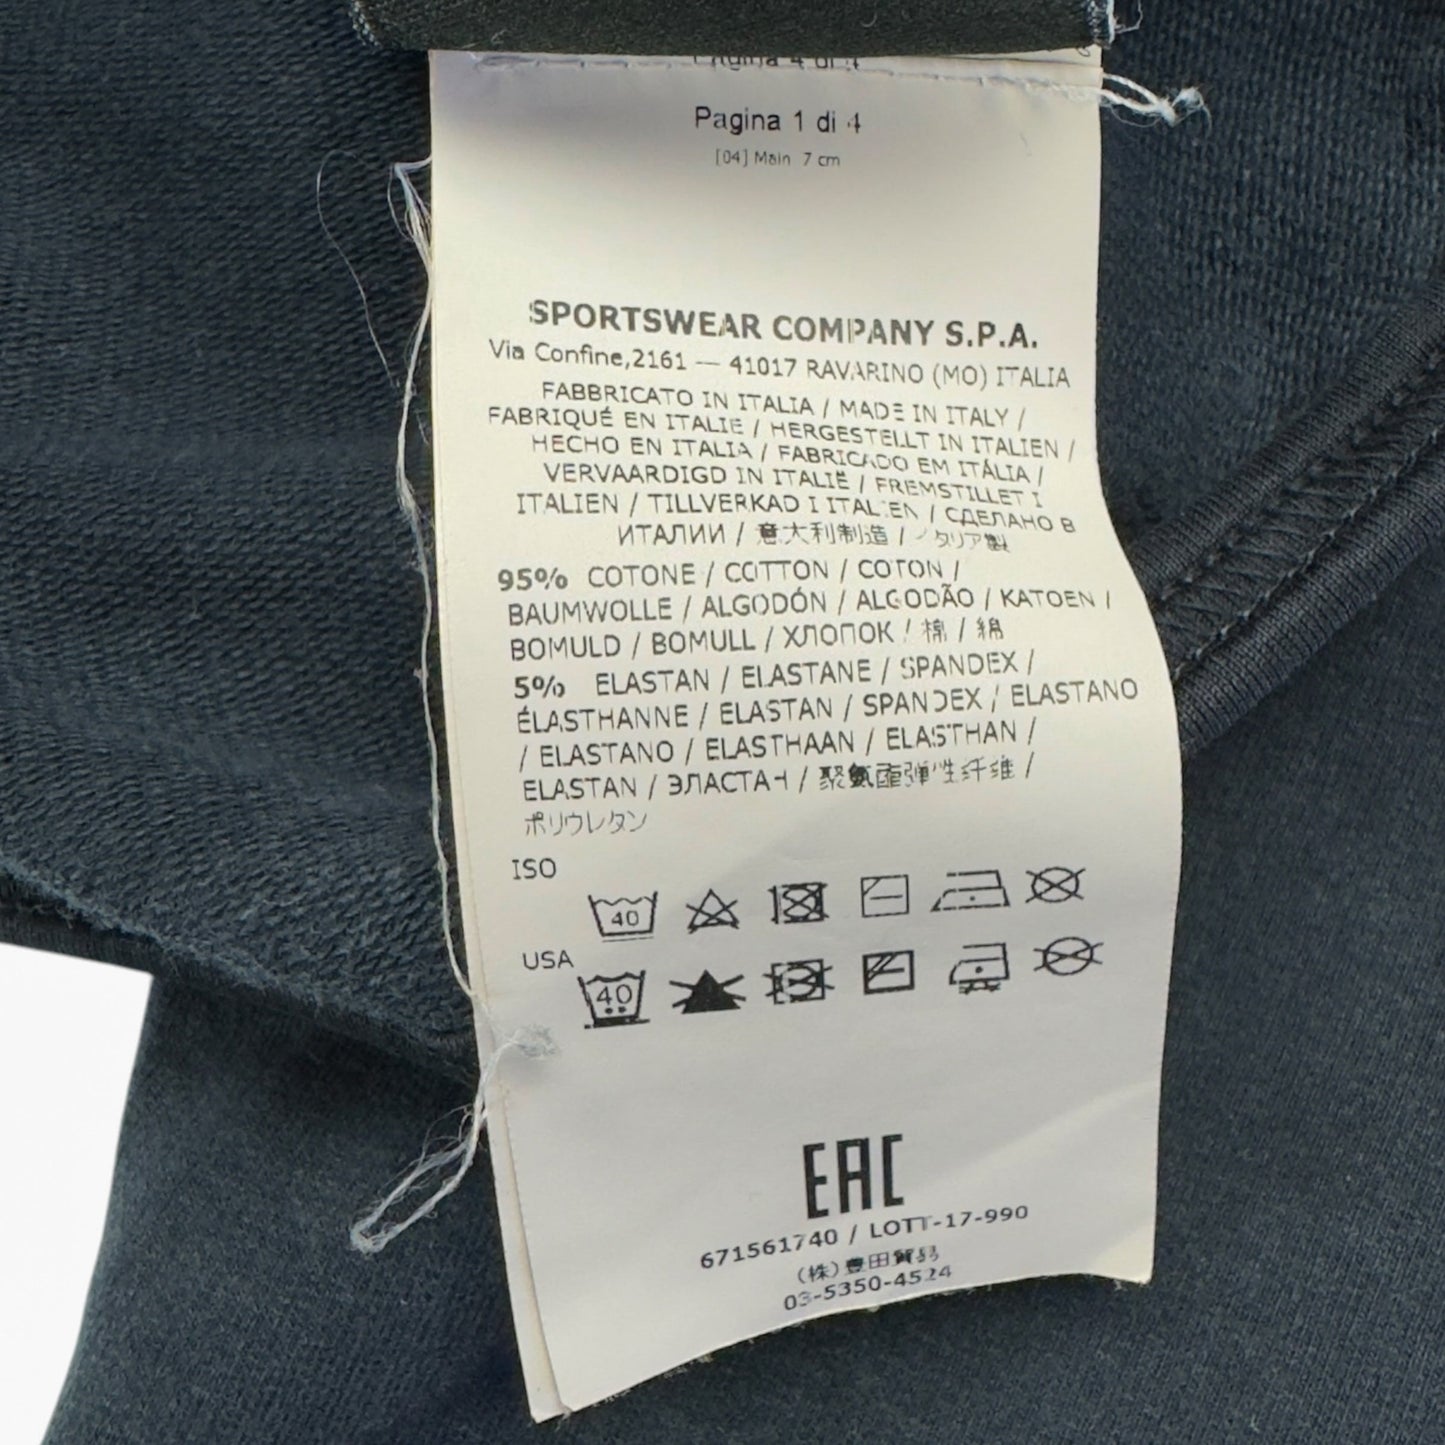 Pagina 4 di 4
Pagina 1 di 4
[04] Main 7 cm
SPORTSWEAR COMPANY S.P.A.
Via Confine,2161 — 41017 RAVARINO (MO) ITALIA
FABBRICATO IN ITALIA / MADE IN ITALY /
FABRIQUÉ EN ITALIE / HERGESTELLT IN ITALIEN /
HECHO EN ITALIA / FABRICADO EM ITÁLIA /
VERVAARDIGD IN ITALIË / FREMSTILLET I
ITALIEN / TILLVERKAD I ITALIEN / СДЕЛАНО В
ИТАЛИИ / 意大利制造 / イタリア製
95% COTONE / COTTON / COTON /
BAUMWOLLE / ALGODÓN / ALGODÃO / KATOEN /
BOMULD / BOMULL / ХЛОПОК / 棉 / 綿
5% ELASTAN / ELASTANE / SPANDEX /
ÉLASTHANNE / ELASTAN / SPANDEX / ELASTANO
/ ELASTANO / ELASTHAAN / ELASTHAN /
ELASTAN / ЭЛАСТАН / 聚氨酯弹性纤维 /
ポリウレタン
ISO
40
USA
40
EAC
671561740 / LOTT-17-990
(株)豊田貿易
03-5350-4524